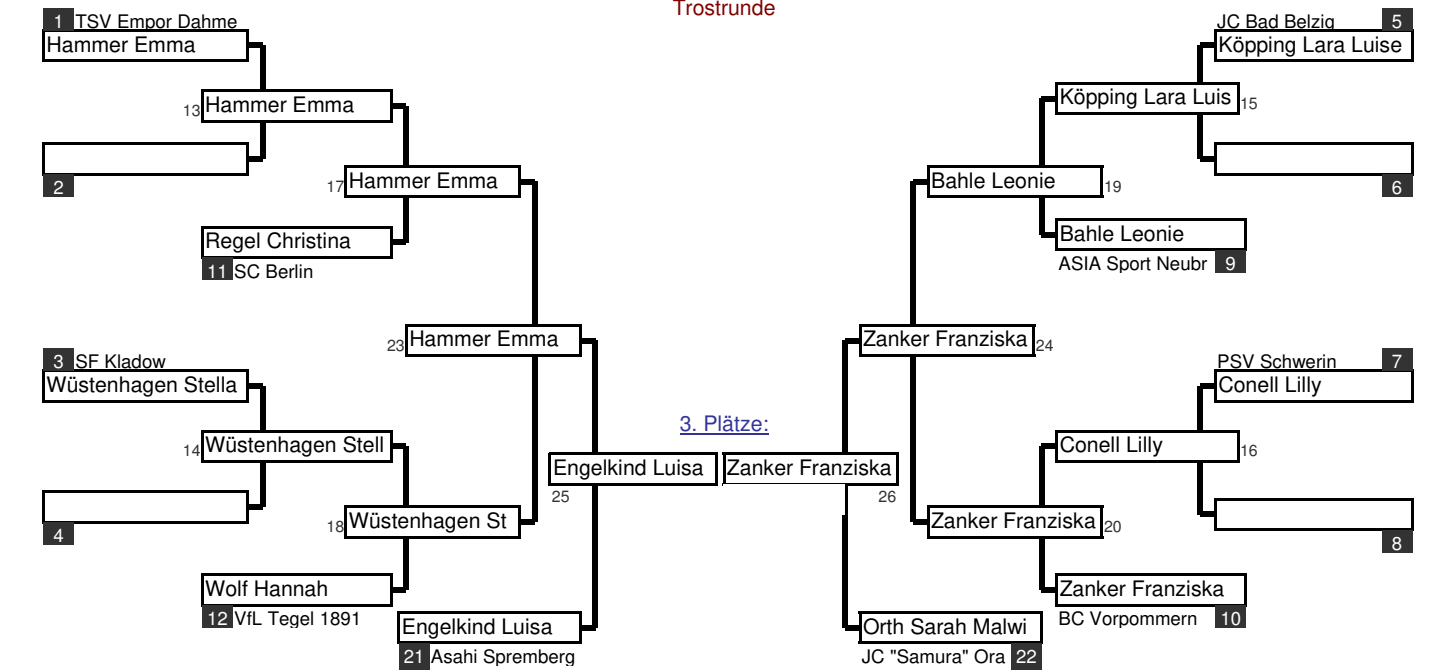 Trostrunde
1 TSV Empor Dahme
Hammer Emma
13 Hammer Emma
2
17 Hammer Emma
Regel Christina
11 SC Berlin
23 Hammer Emma
3 SF Kladow
Wüstenhagen Stella
14 Wüstenhagen Stell
4
18 Wüstenhagen St
Wolf Hannah
12 VfL Tegel 1891
Engelkind Luisa
21 Asahi Spremberg
3. Plätze:
Engelkind Luisa
25
Zanker Franziska
26
JC Bad Belzig 5
Köpping Lara Luise
Köpping Lara Luis 15
6
Bahle Leonie 19
Bahle Leonie
ASIA Sport Neubr 9
Zanker Franziska 24
PSV Schwerin 7
Conell Lilly
Conell Lilly 16
8
Zanker Franziska 20
Zanker Franziska
BC Vorpommern 10
Orth Sarah Malwi
JC "Samura" Ora 22